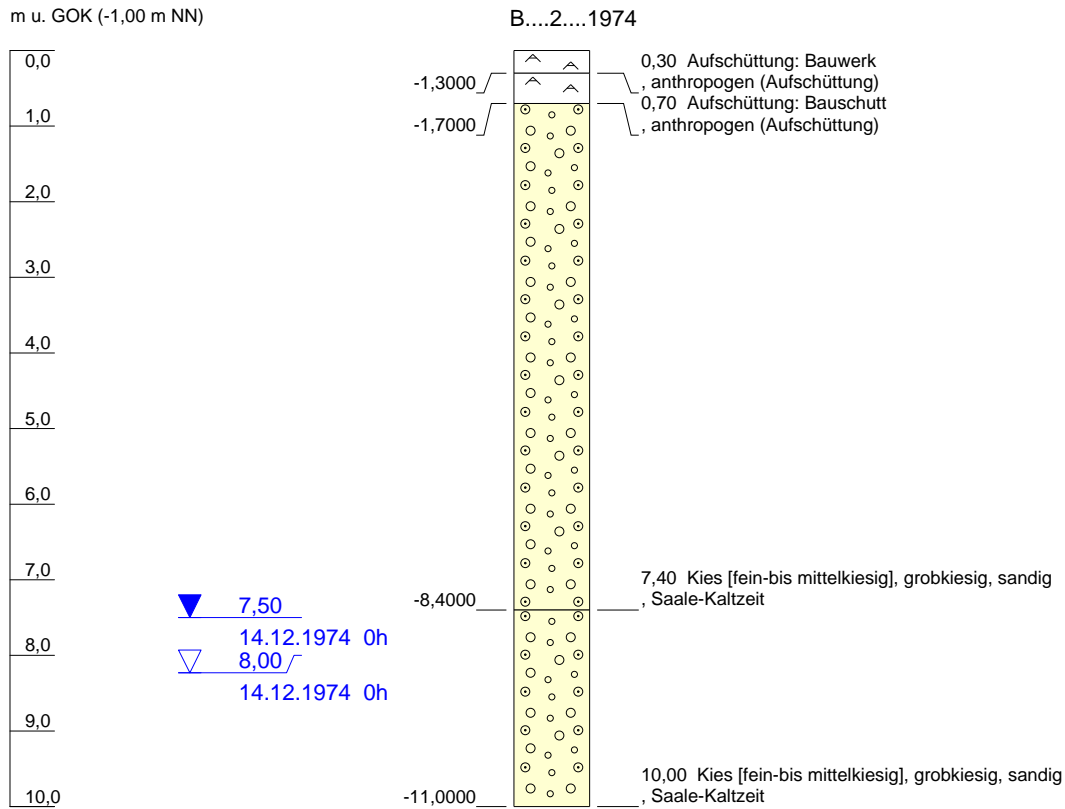 m u. GOK (-1,00 m NN)
B....2....1974
0,0
1,0
2,0
3,0
4,0
5,0
6,0
7,0
8,0
9,0
10,0
7,50
14.12.1974 0h
8,00
14.12.1974 0h
-1,3000
-1,7000
-8,4000
-11,0000
0,30 Aufschüttung: Bauwerk
, anthropogen (Aufschüttung)
0,70 Aufschüttung: Bauschutt
, anthropogen (Aufschüttung)
7,40 Kies [fein-bis mittelkiesig], grobkiesig, sandig
, Saale-Kaltzeit
10,00 Kies [fein-bis mittelkiesig], grobkiesig, sandig
, Saale-Kaltzeit